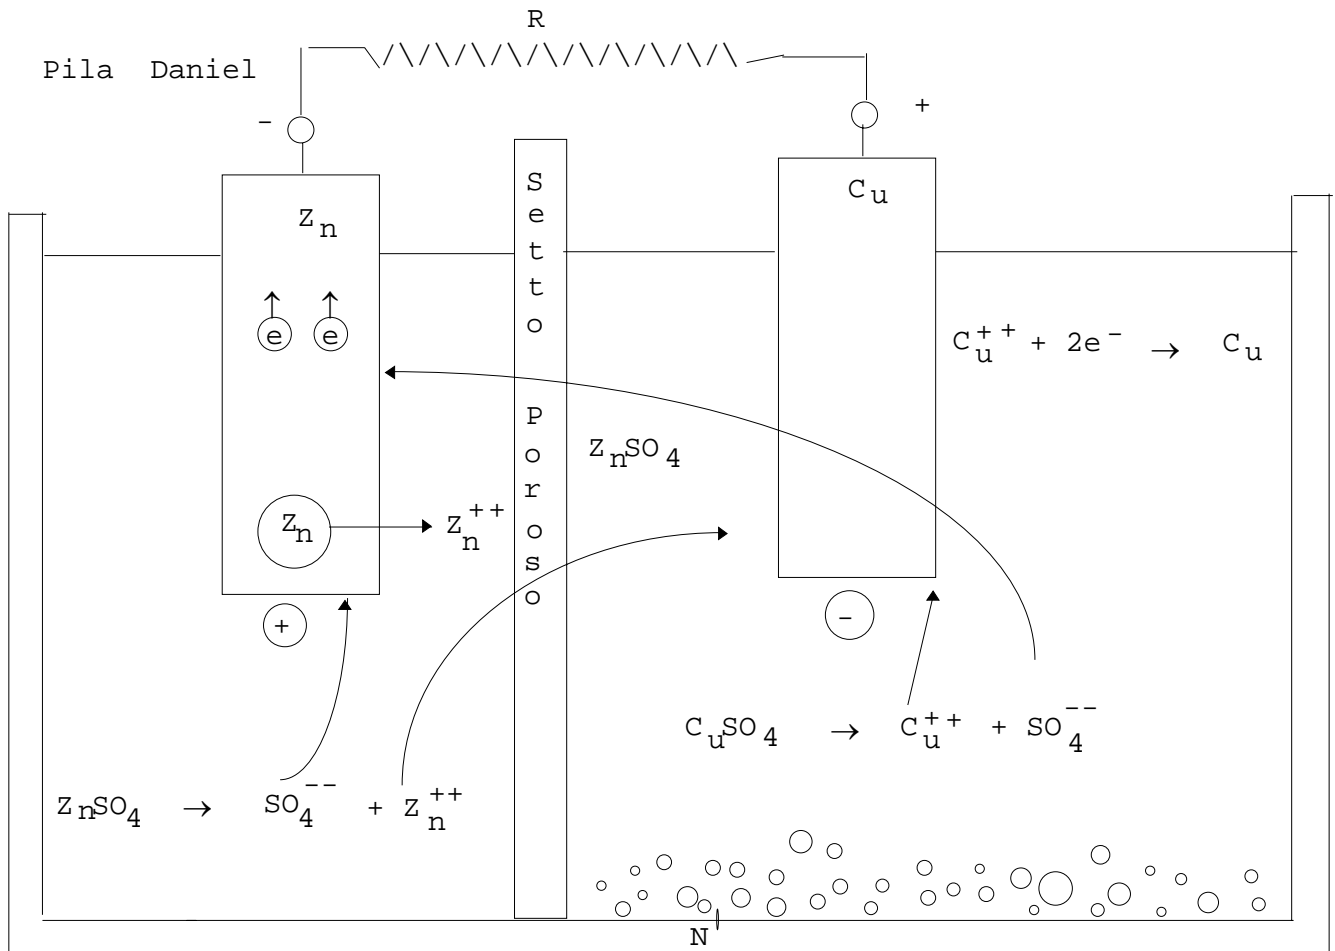 R
Pila Daniel
-
+
Zn
Cu
Setto Poroso
e e
Cu++ + 2e- → Cu
ZnSO4
Zn → Zn++
+
-
CuSO4 → Cu++ + SO4--
ZnSO4 → SO4-- + Zn++
N